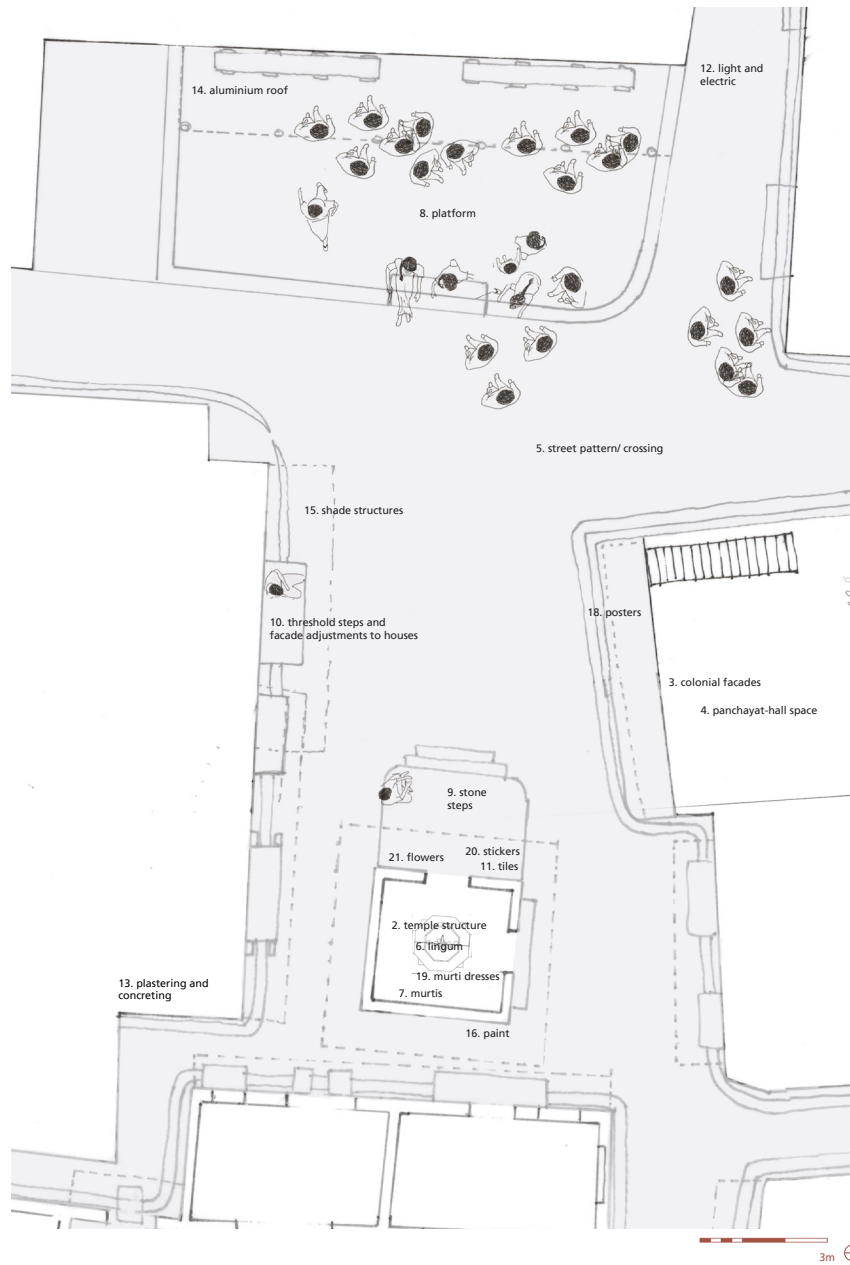 12. light and
electric
14. aluminium roof
8. platform
5. street pattern/ crossing
15. shade structures
18. posters
10. threshold steps and
facade adjustments to houses
3. colonial facades
4. panchayat-hall space
9. stone
steps
20. stickers
21. flowers
11. tiles
2. temple structure
6. lingum
19. murti dresses
13. plastering and
concreting
7. murtis
16. paint
3m